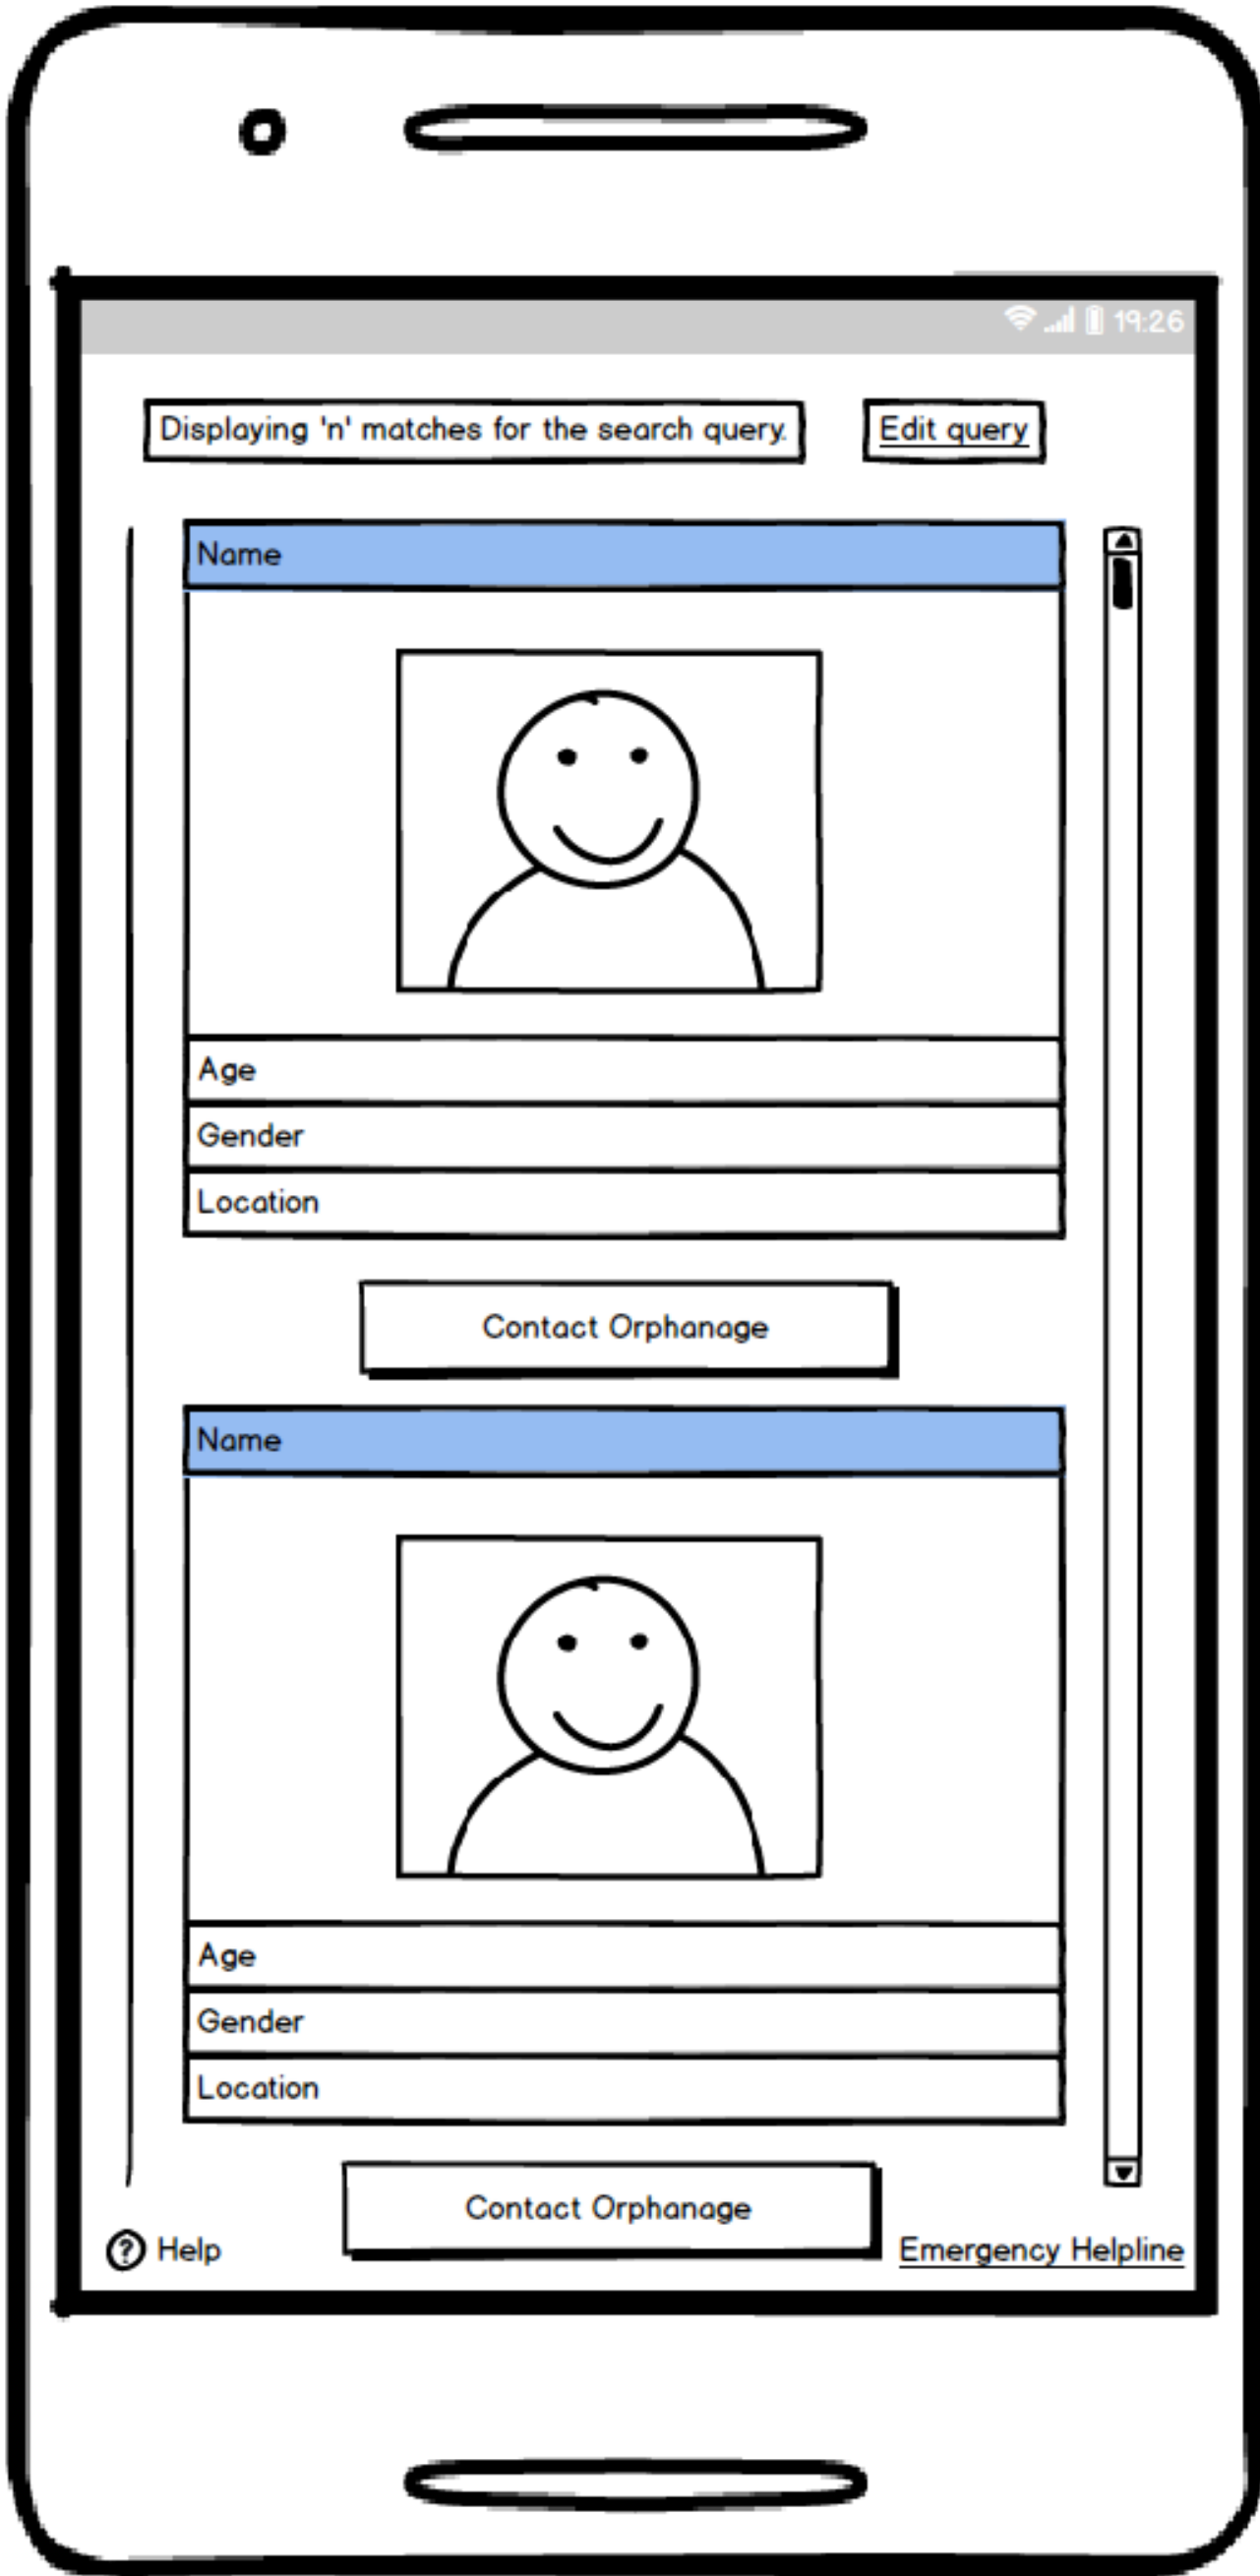 19:26
Displaying 'n' matches for the search query. Edit query
Name
Age
Gender
Location
Contact Orphanage
Name
Age
Gender
Location
Contact Orphanage
? Help Emergency Helpline